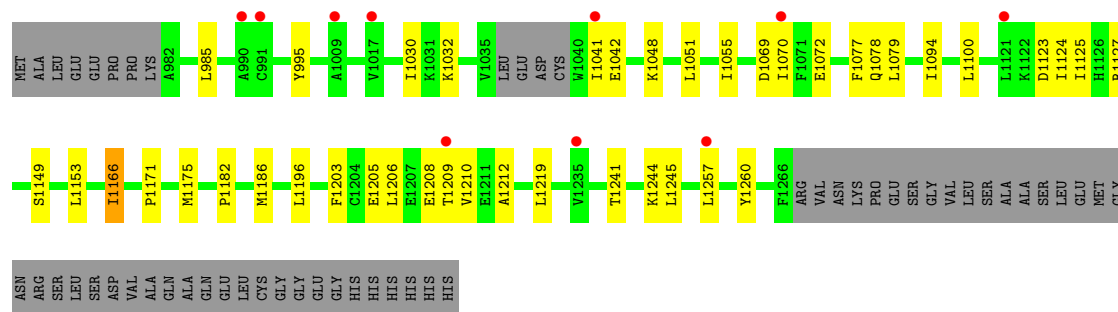 MET ALA LEU GLU GLU PRO PRO LYS A982 L985 A990 C991 Y995 A1009 V1017 I1030 K1031 K1032 V1035 LEU GLU ASP CYS W1040 I1041 E1042 K1048 L1051 I1055 D1069 I1070 F1071 E1072 F1077 Q1078 L1079 I1094 L1100 L1121 K1122 D1123 I1124 I1125 H1126
S1149 L1153 I1166 P1171 M1175 P1182 M1186 L1196 F1203 C1204 E1205 L1206 E1207 E1208 T1209 V1210 E1211 A1212 L1219 V1235 T1241 K1244 L1245 L1257 Y1260 F1266 ARG VAL ASN LYS PRO GLU SER GLY VAL LEU SER ALA ALA SER LEU GLU MET
ASN ARG SER LEU SER ASP VAL ALA GLN ALA GLN GLU LEU CYS GLY GLY GLU GLY HIS HIS HIS HIS HIS HIS